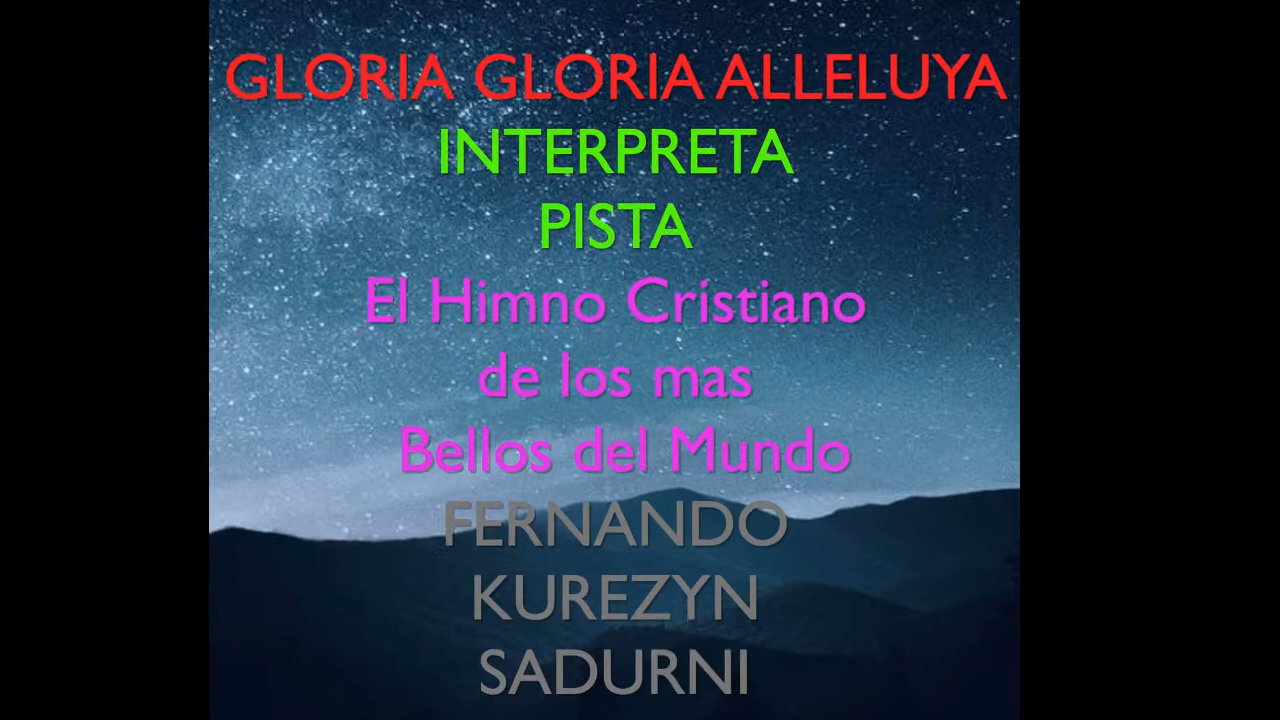 GLORIA GLORIA ALLELUYA
INTERPRETA
PISTA
El Himno Cristiano
de los mas
Bellos del Mundo
FERNANDO
KUREZYN
SADURNI